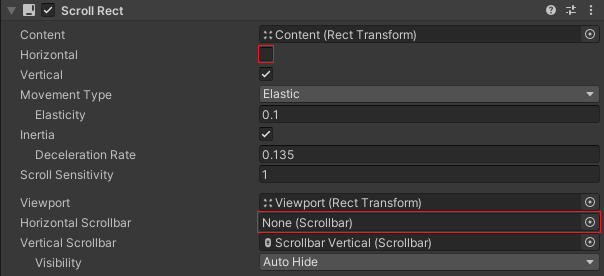 Scroll Rect
Content Content (Rect Transform)
Horizontal
Vertical
Movement Type Elastic
Elasticity 0.1
Inertia
Deceleration Rate 0.135
Scroll Sensitivity 1
Viewport Viewport (Rect Transform)
Horizontal Scrollbar None (Scrollbar)
Vertical Scrollbar Scrollbar Vertical (Scrollbar)
Visibility Auto Hide